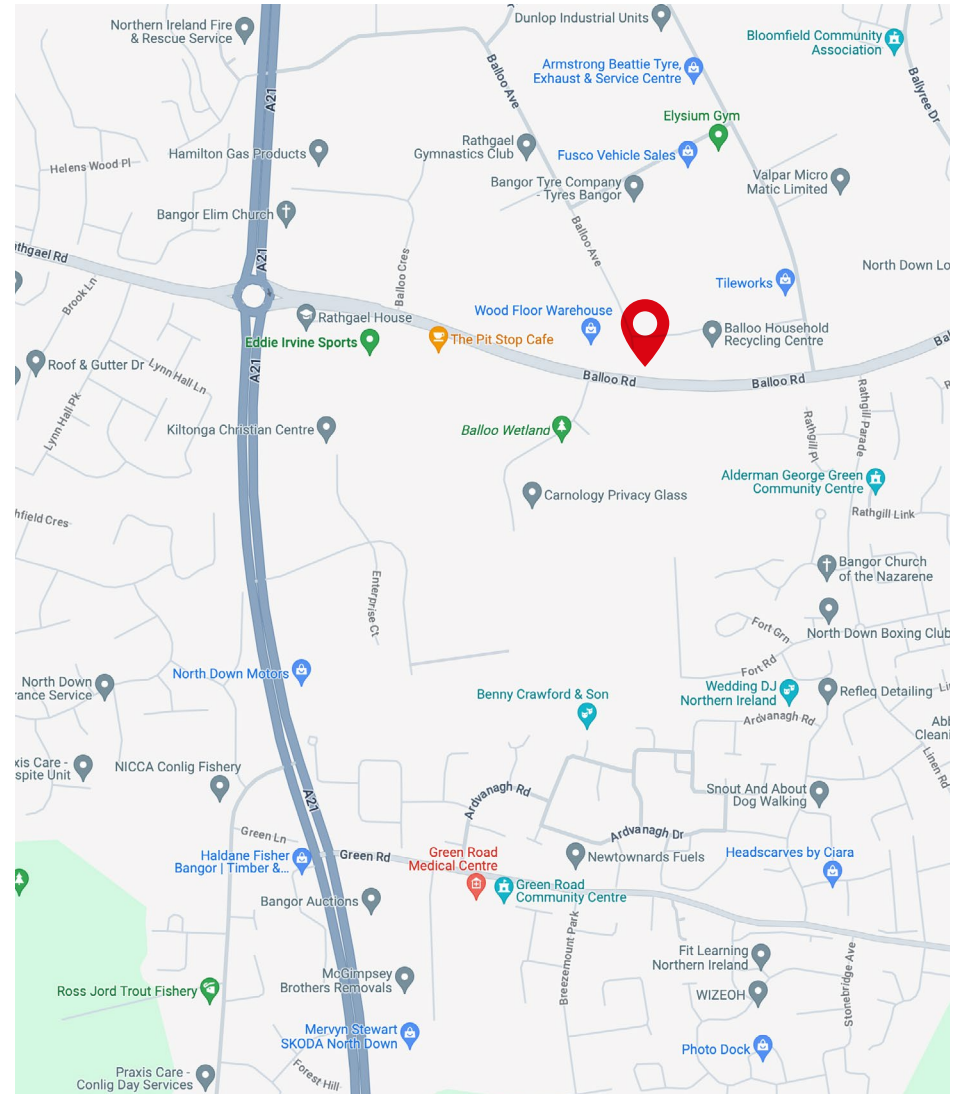 Dunlop Industrial Units
Northern Ireland Fire
& Rescue Service
Bloomfield Community
Association
Balloo Ave
Armstrong Beattie Tyre,
Exhaust & Service Centre
Ballyree Dr
A21
Elysium Gym
Hamilton Gas Products
Rathgael
Gymnastics Club
Fusco Vehicle Sales
Helens Wood Pl
Bangor Tyre Company
- Tyres Bangor
Valpar Micro
Matic Limited
Bangor Elim Church
Balloo Ave
athgael Rd
A21
Balloo Cres
North Down Lo
Tileworks
Brook Ln
Wood Floor Warehouse
Rathgael House
Balloo Household
Recycling Centre
Eddie Irvine Sports
The Pit Stop Cafe
Ba
Roof & Gutter Dr
Lynn Hall Ln
A21
Balloo Rd
Balloo Rd
R
Lynn Hall Pk
Kiltonga Christian Centre
Balloo Wetland
Rathgill Pl
Rathgill Parade
Alderman George Green
Community Centre
Carnology Privacy Glass
hfield Cres
Rathgill Link
Bangor Church
of the Nazarene
Enterprise Ct
Fort Grn
North Down Boxing Club
Fort Rd
North Down Motors
North Down
rance Service
Benny Crawford & Son
Wedding DJ
Northern Ireland
Refleq Detailing
Lin
Ardvanagh Rd
Abl
Cleani
Linen Rd
xis Care -
spite Unit
NICCA Conlig Fishery
Ardvanagh Rd
Snout And About
Dog Walking
A21
Green Ln
Ardvanagh Dr
Haldane Fisher
Bangor | Timber &...
Green Rd
Green Road
Medical Centre
Newtownards Fuels
Headscarves by Ciara
Green Road
Community Centre
Bangor Auctions
Breezemount Park
Fit Learning
Northern Ireland
Stonebridge Ave
McGimpsey
Brothers Removals
Ross Jord Trout Fishery
WIZEOH
Mervyn Stewart
SKODA North Down
Photo Dock
Praxis Care -
Conlig Day Services
Forest Hill